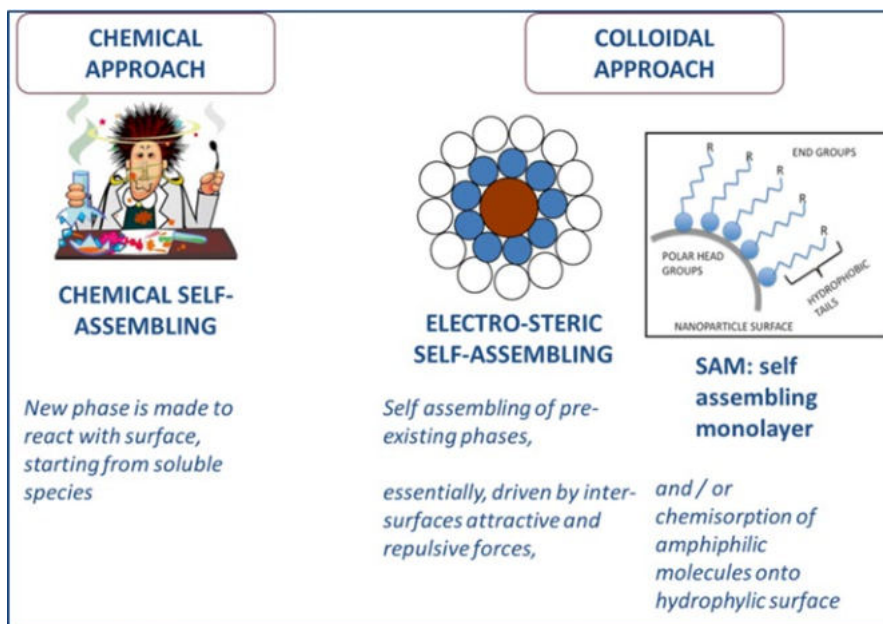 CHEMICAL
APPROACH
CHEMICAL SELF-
ASSEMBLING
New phase is made to
react with surface,
starting from soluble
species
COLLOIDAL
APPROACH
ELECTRO-STERIC
SELF-ASSEMBLING
Self assembling of pre-
existing phases,
essentially, driven by inter-
surfaces attractive and
repulsive forces,
R
R
R
R
R
END GROUPS
POLAR HEAD
GROUPS
HYDROPHOBIC
TAILS
NANOPARTICLE SURFACE
SAM: self
assembling
monolayer
and / or
chemisorption of
amphiphilic
molecules onto
hydrophylic surface